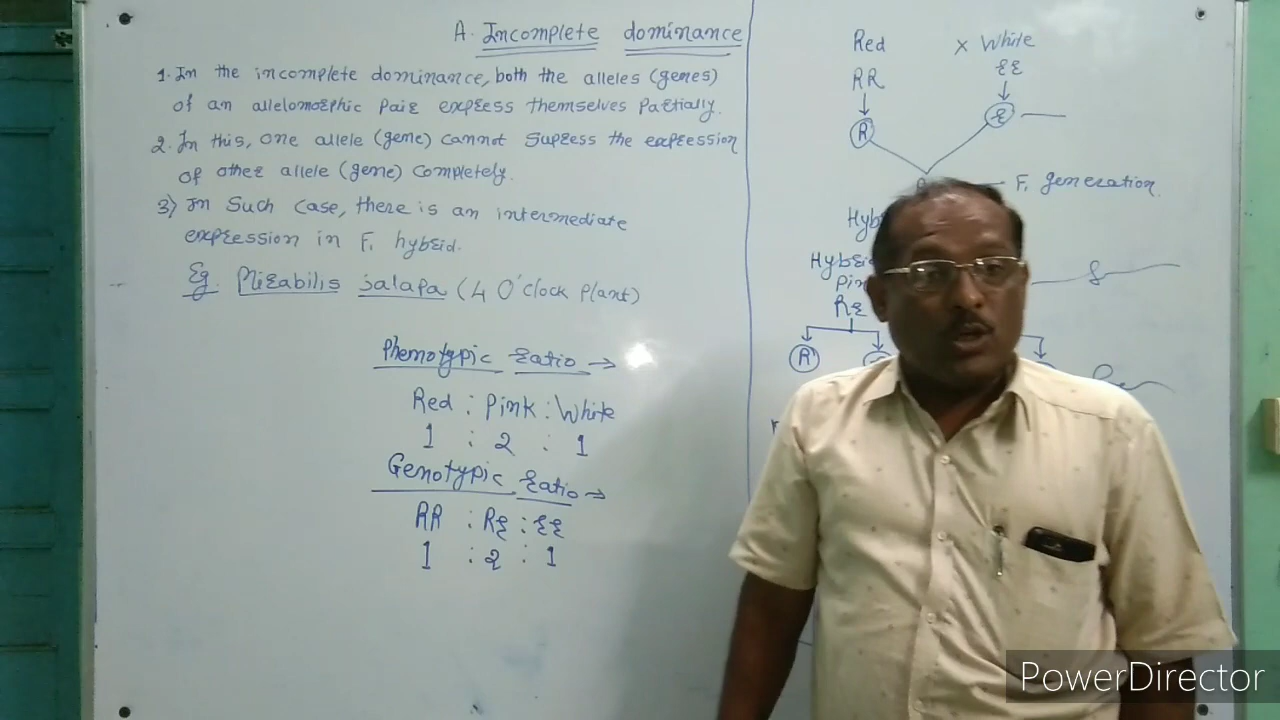 A. Incomplete dominance
1. In the incomplete dominance, both the alleles (genes)
of an allelomorphic pair express themselves partially.
2. In this, one allele (gene) cannot supress the expression
of other allele (gene) completely.
3) In such case, there is an intermediate
expression in F1 hybrid.
Eg. Mirabilis jalapa (4 O'clock plant)
Phenotypic ratio →
Red : Pink : White
1 : 2 : 1
Genotypic ratio →
RR : Rr : rr
1 : 2 : 1
Red × White
RR rr
R r
F1 generation
Rr
R
PowerDirector